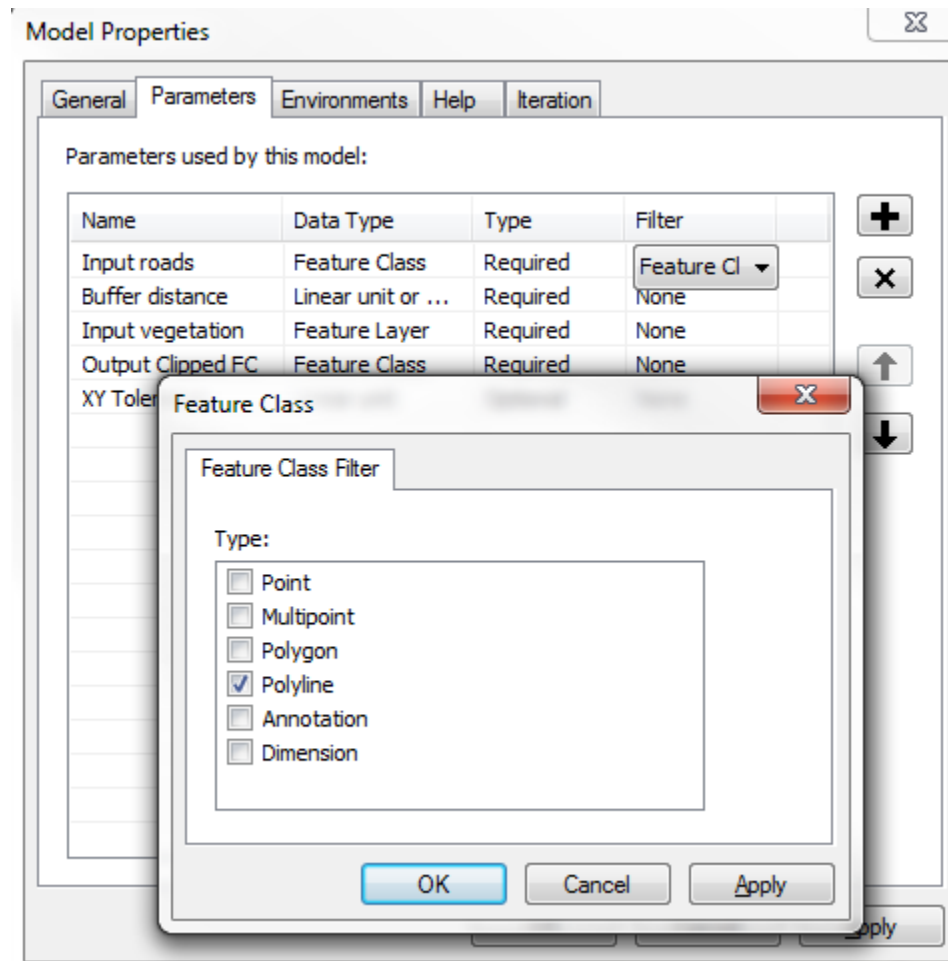 Model Properties
General Parameters Environments Help Iteration
Parameters used by this model:
Name Data Type Type Filter
Input roads Feature Class Required Feature Cl
Buffer distance Linear unit or ... Required None
Input vegetation Feature Layer Required None
Output Clipped FC Feature Class Required None
XY Toler
Feature Class
Feature Class Filter
Type:
Point
Multipoint
Polygon
Polyline
Annotation
Dimension
OK Cancel Apply
pply